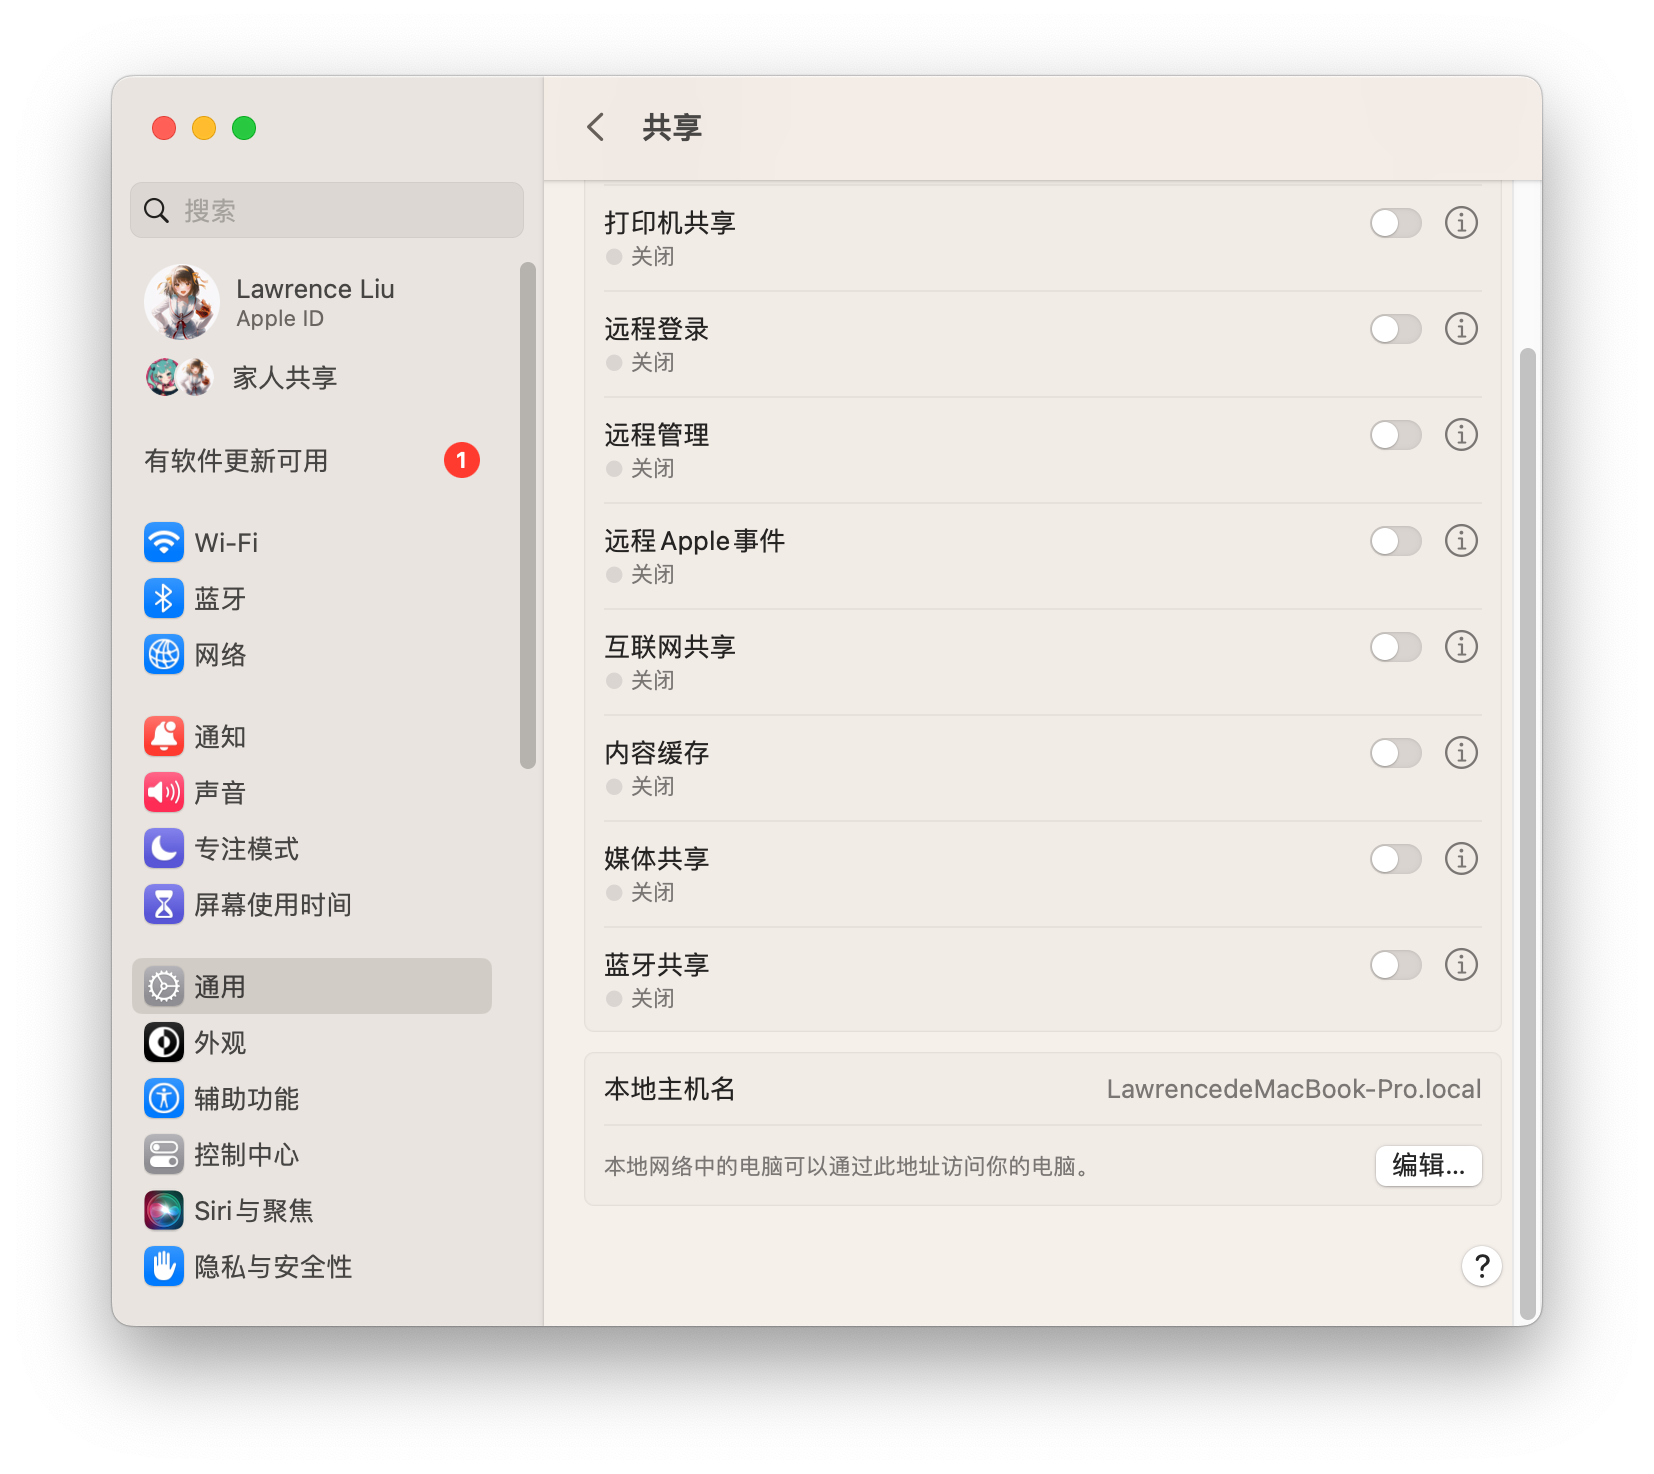 搜索
Lawrence Liu
Apple ID
家人共享
有软件更新可用
1
Wi-Fi
蓝牙
网络
通知
声音
专注模式
屏幕使用时间
通用
外观
辅助功能
控制中心
Siri与聚焦
隐私与安全性
共享
打印机共享
关闭
远程登录
关闭
远程管理
关闭
远程Apple事件
关闭
互联网共享
关闭
内容缓存
关闭
媒体共享
关闭
蓝牙共享
关闭
本地主机名 LawrencedeMacBook-Pro.local
本地网络中的电脑可以通过此地址访问你的电脑。 编辑...
?